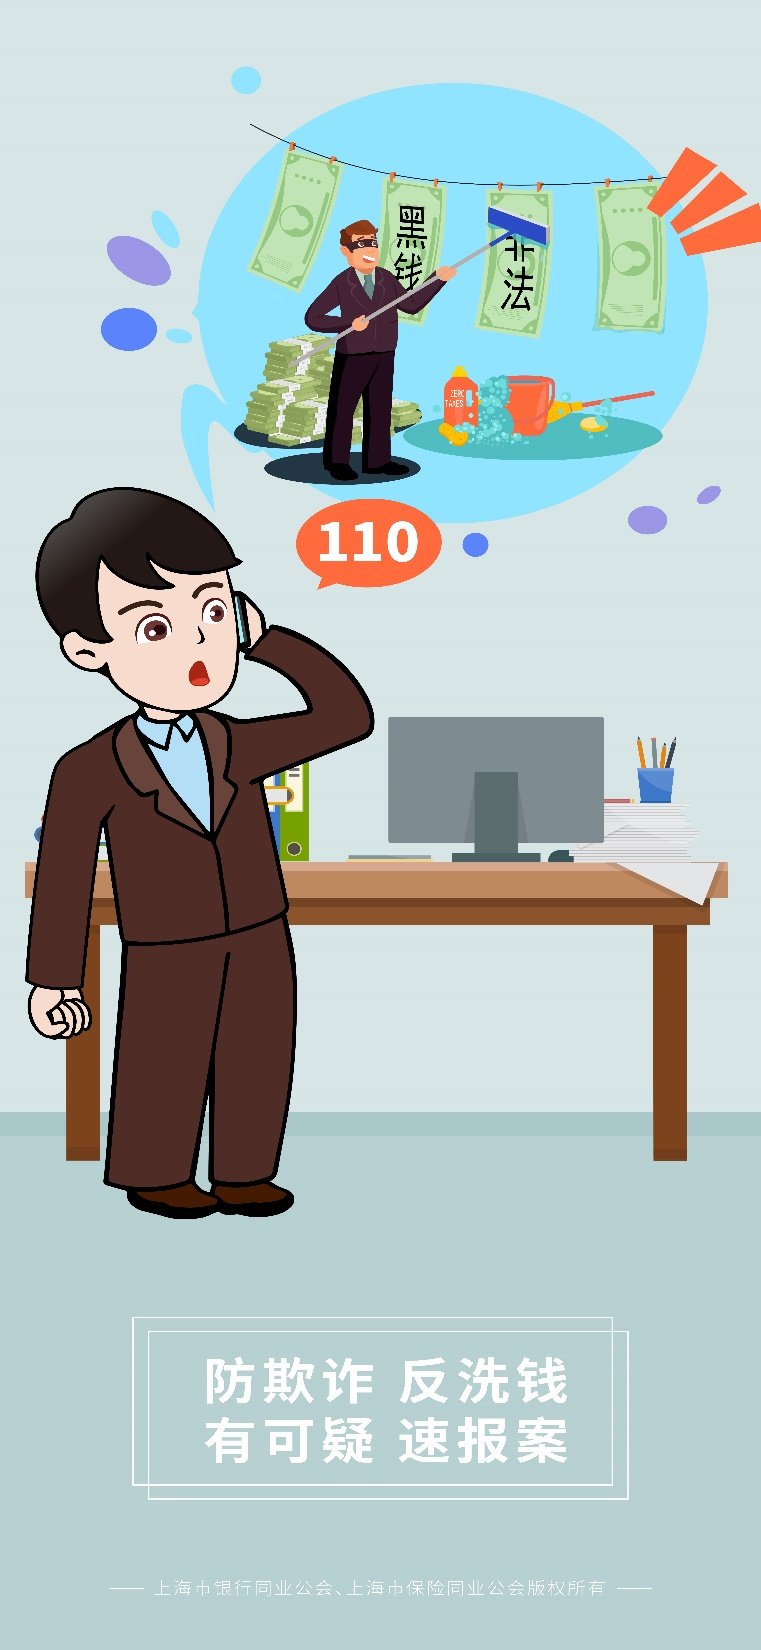 黑钱
非法
ZERO
TAXES
110
防欺诈 反洗钱
有可疑 速报案
上海市银行同业公会、上海市保险同业公会版权所有